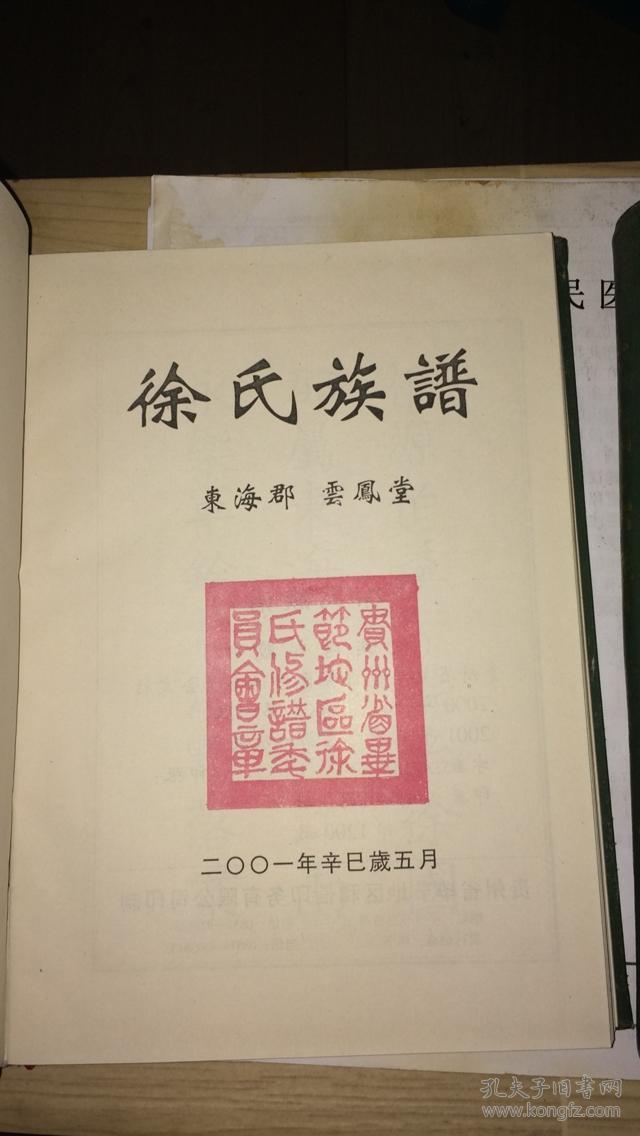 徐氏族譜
東海郡 雲鳳堂
貴州省畢
節地區徐
氏修譜委
員會章
二〇〇一年辛巳歲五月
民医
孔夫子旧书网
www.kongfz.com